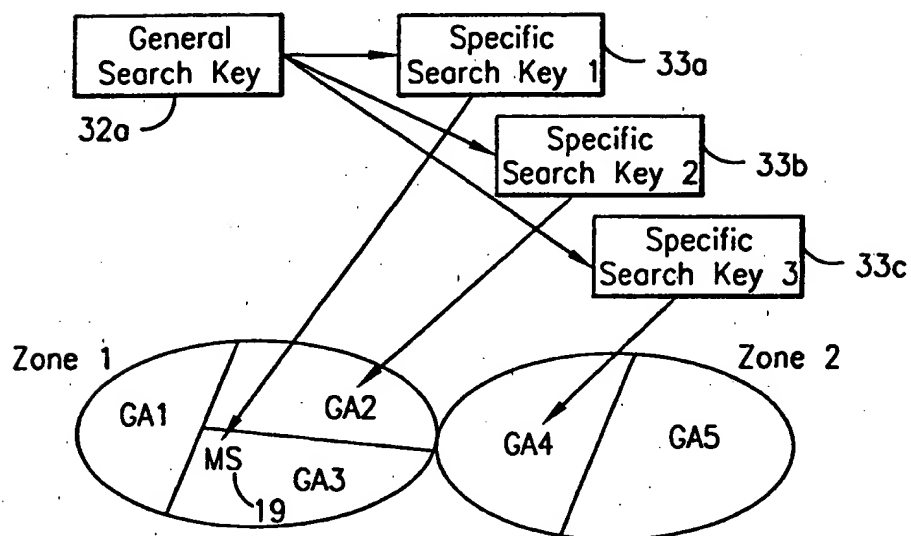 General
Search Key
32a
Specific
Search Key 1
33a
Specific
Search Key 2
33b
Specific
Search Key 3
33c
Zone 1
Zone 2
GA1
GA2
GA4
GA5
MS
GA3
19